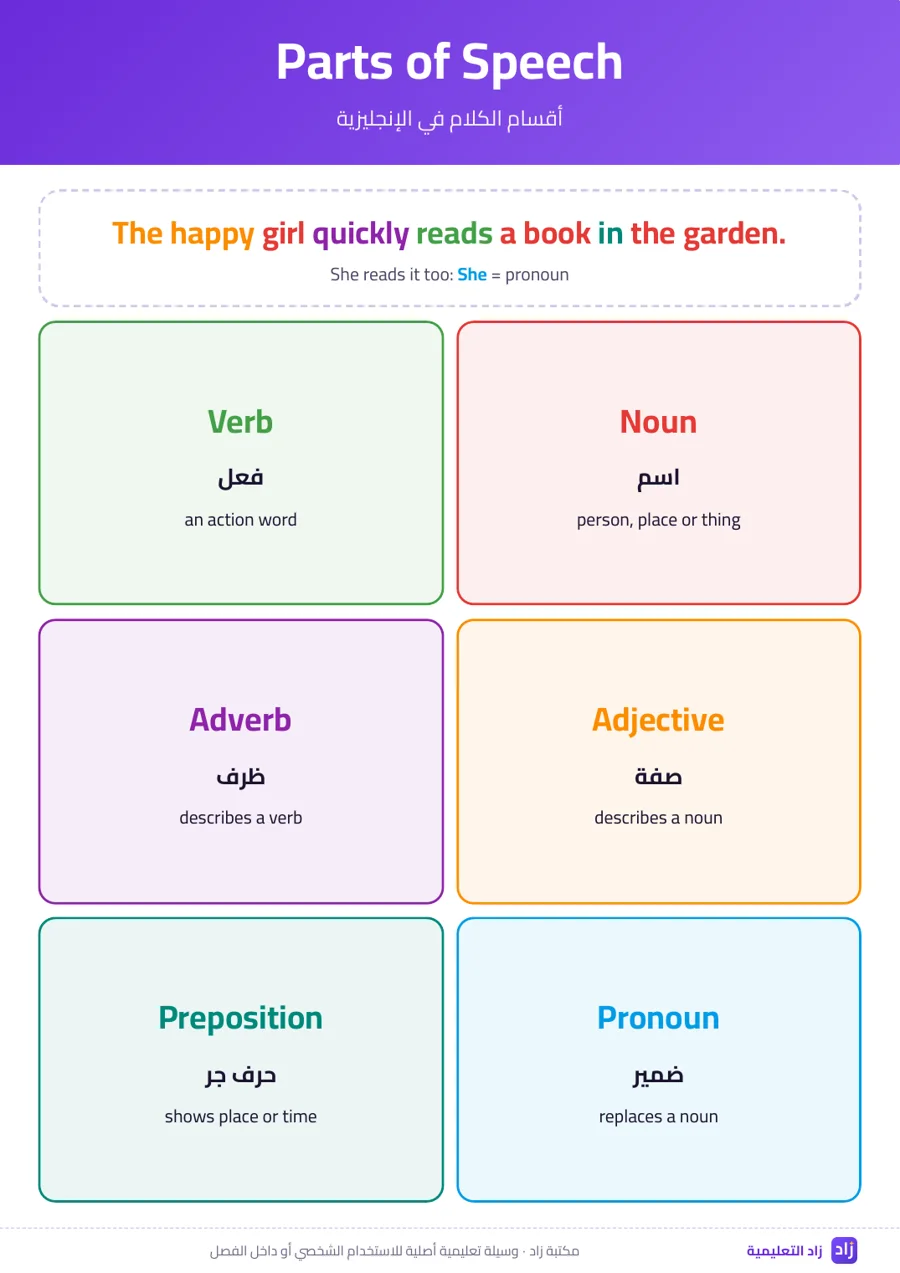 Parts of Speech
أقسام الكلام في الإنجليزية
The happy girl quickly reads a book in the garden.
She reads it too: She = pronoun
Verb
فعل
an action word
Noun
اسم
person, place or thing
Adverb
ظرف
describes a verb
Adjective
صفة
describes a noun
Preposition
حرف جر
shows place or time
Pronoun
ضمير
replaces a noun
زاد زاد التعليمية
مكتبة زاد · وسيلة تعليمية أصلية للاستخدام الشخصي أو داخل الفصل